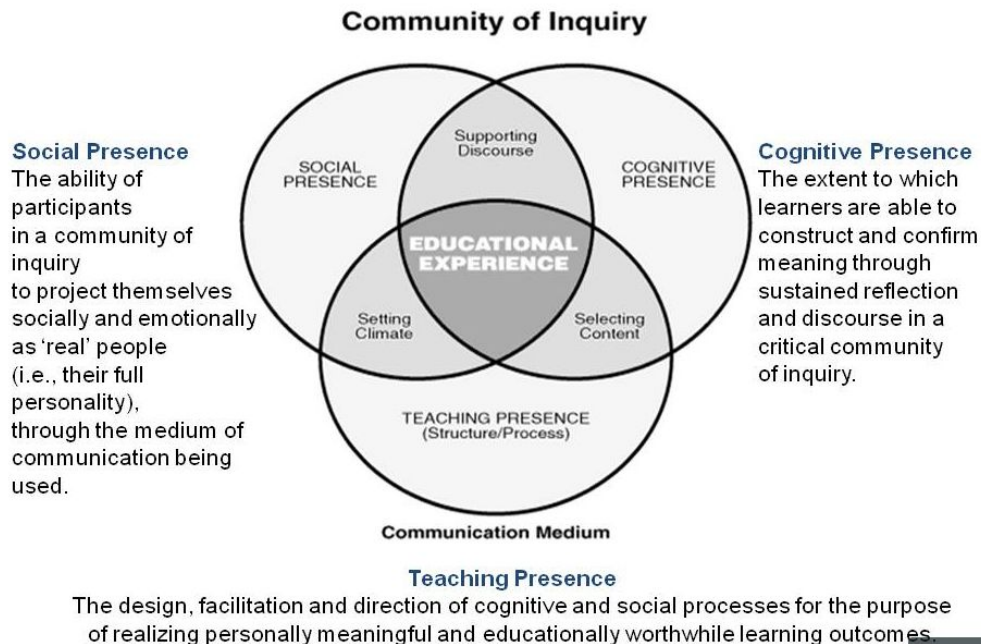 Community of Inquiry
Social Presence
The ability of
participants
in a community of
inquiry
to project themselves
socially and emotionally
as ‘real’ people
(i.e., their full
personality),
through the medium of
communication being
used.
SOCIAL
PRESENCE
Supporting
Discourse
COGNITIVE
PRESENCE
EDUCATIONAL
EXPERIENCE
Setting
Climate
Selecting
Content
TEACHING PRESENCE
(Structure/Process)
Communication Medium
Cognitive Presence
The extent to which
learners are able to
construct and confirm
meaning through
sustained reflection
and discourse in a
critical community
of inquiry.
Teaching Presence
The design, facilitation and direction of cognitive and social processes for the purpose
of realizing personally meaningful and educationally worthwhile learning outcomes.